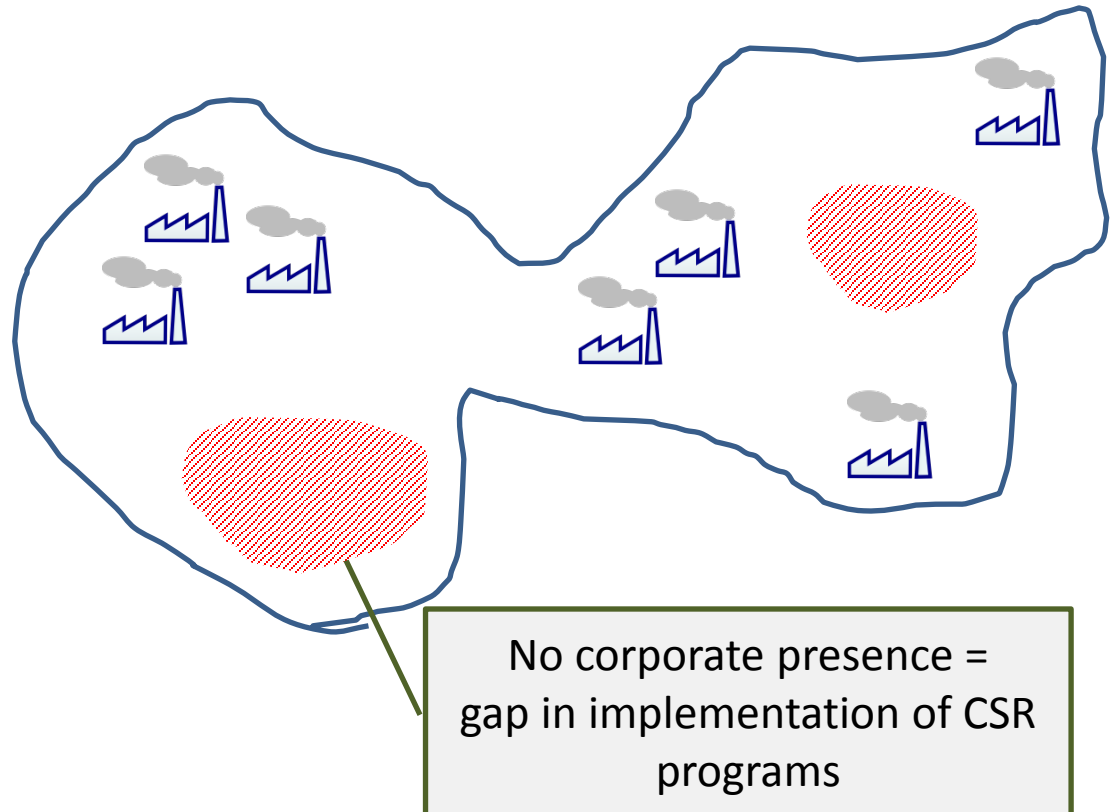 No corporate presence =
gap in implementation of CSR
programs